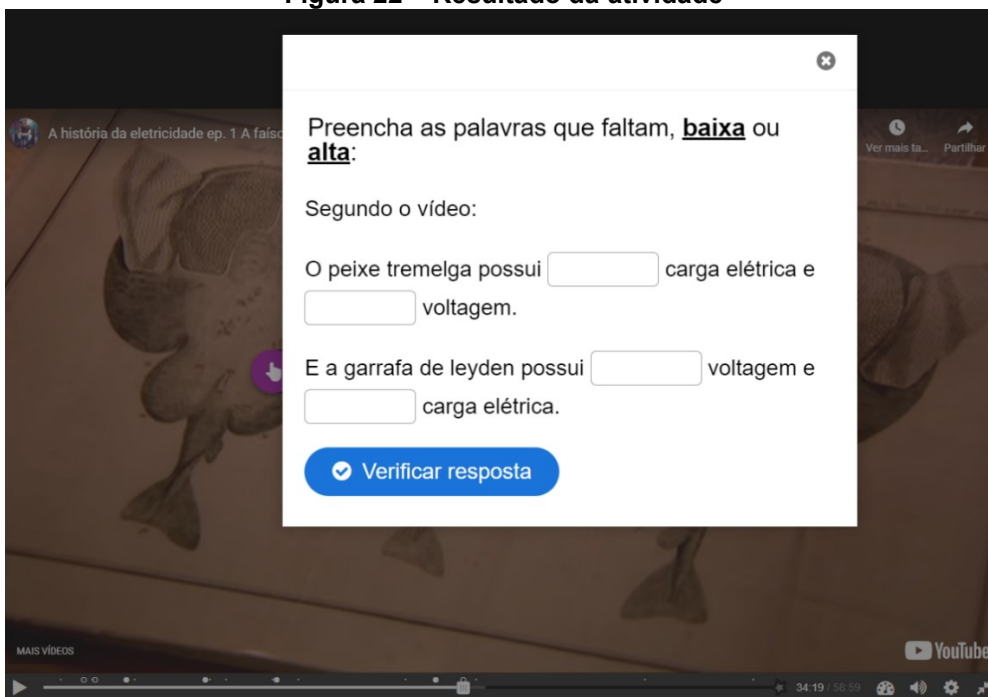 Figura 22 – Resultado da atividade
A história da eletricidade ep. 1 A faísc
Ver mais ta...
Partilhar
Preencha as palavras que faltam, baixa ou
alta:
Segundo o vídeo:
O peixe tremelga possui carga elétrica e
voltagem.
E a garrafa de leyden possui voltagem e
carga elétrica.
Verificar resposta
MAIS VÍDEOS
YouTube
34:19 / 58:59